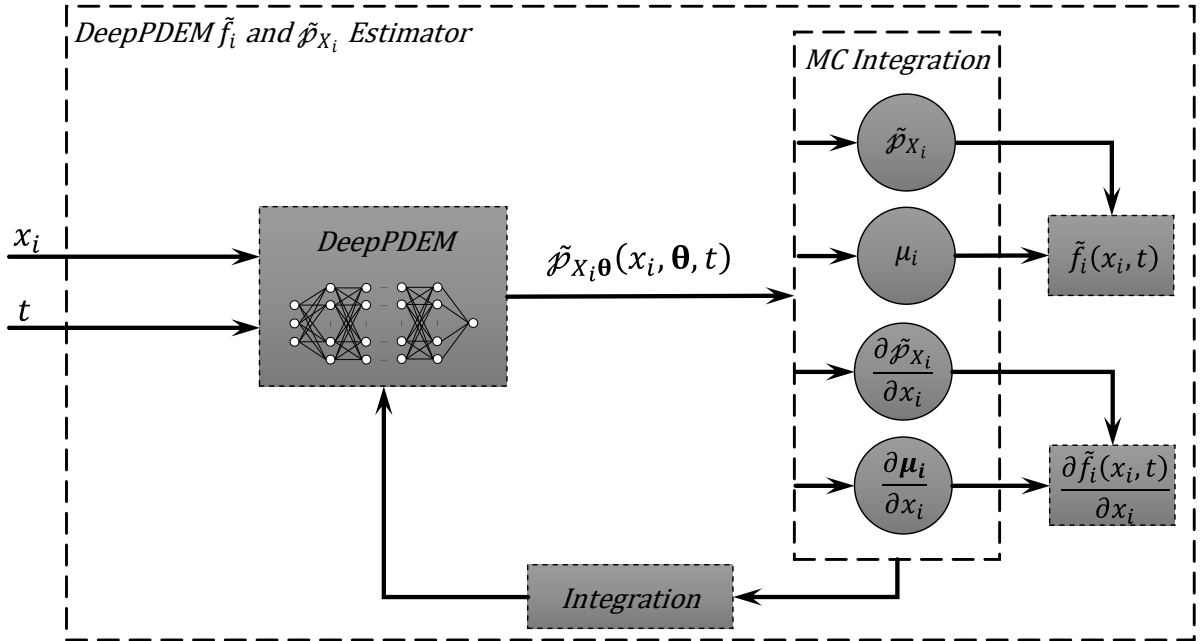 DeepPDEM f̃ᵢ and 𝓅̃_{Xᵢ} Estimator
MC Integration
𝓅̃_{Xᵢ}
xᵢ
DeepPDEM
𝓅̃_{Xᵢ𝛉}(xᵢ, 𝛉, t)
μᵢ
f̃ᵢ(xᵢ, t)
t
∂𝓅̃_{Xᵢ}
∂xᵢ
∂𝛍ᵢ
∂xᵢ
∂f̃ᵢ(xᵢ, t)
∂xᵢ
Integration